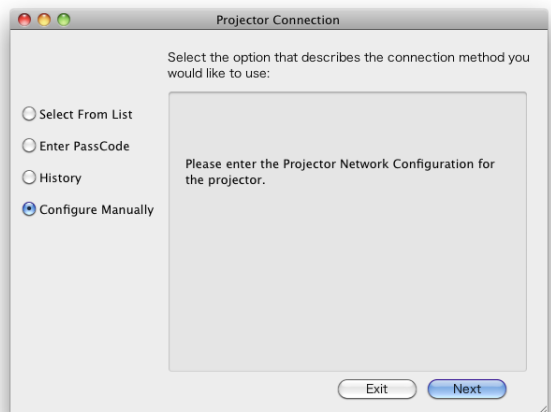 Projector Connection
Select the option that describes the connection method you
would like to use:
Select From List
Enter PassCode
History
Configure Manually
Please enter the Projector Network Configuration for
the projector.
Exit
Next